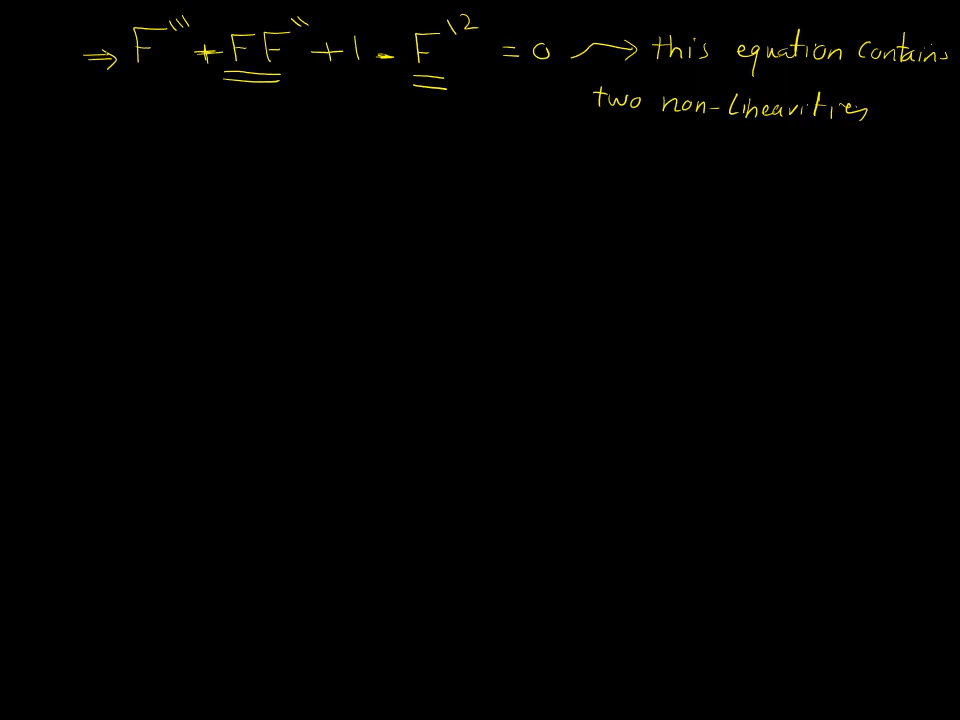 ⇒ F''' + FF'' + 1 - F'² = 0 → this equation contains
two non-linearities